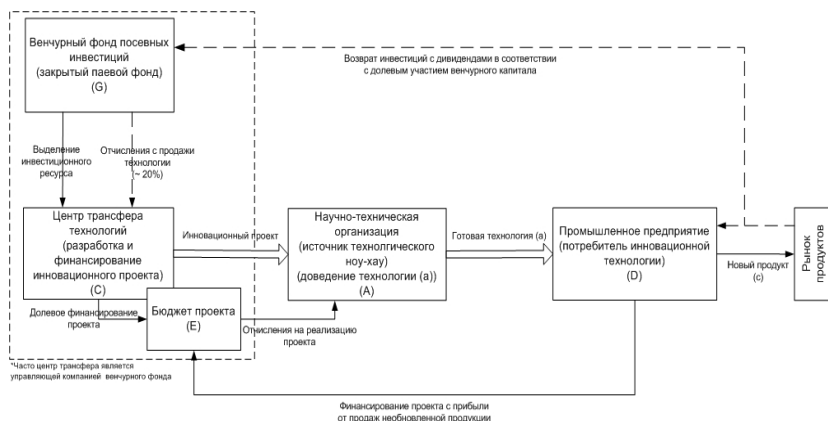 Венчурный фонд посевных
инвестиций
(закрытый паевой фонд)
(G)
Возврат инвестиций с дивидендами в соответствии
с долевым участием венчурного капитала
Выделение
инвестиционного
ресурса
Отчисления с продажи
технологии
(~ 20%)
Центр трансфера
технологий
(разработка и
финансирование
инновационного проекта)
(C)
Инновационный проект
Научно-техническая
организация
(источник технолгического
ноу-хау)
(доведение технологии (а))
(A)
Готовая технология (а)
Промышленное предприятие
(потребитель инновационной
технологии)
(D)
Новый продукт
(с)
Рынок
продуктов
Долевое финансирование
проекта
Бюджет проекта
(E)
Отчисления на реализацию
проекта
*Часто центр трансфера является
управляющей компанией венчурного фонда
Финансирование проекта с прибыли
от продаж необновленной продукции